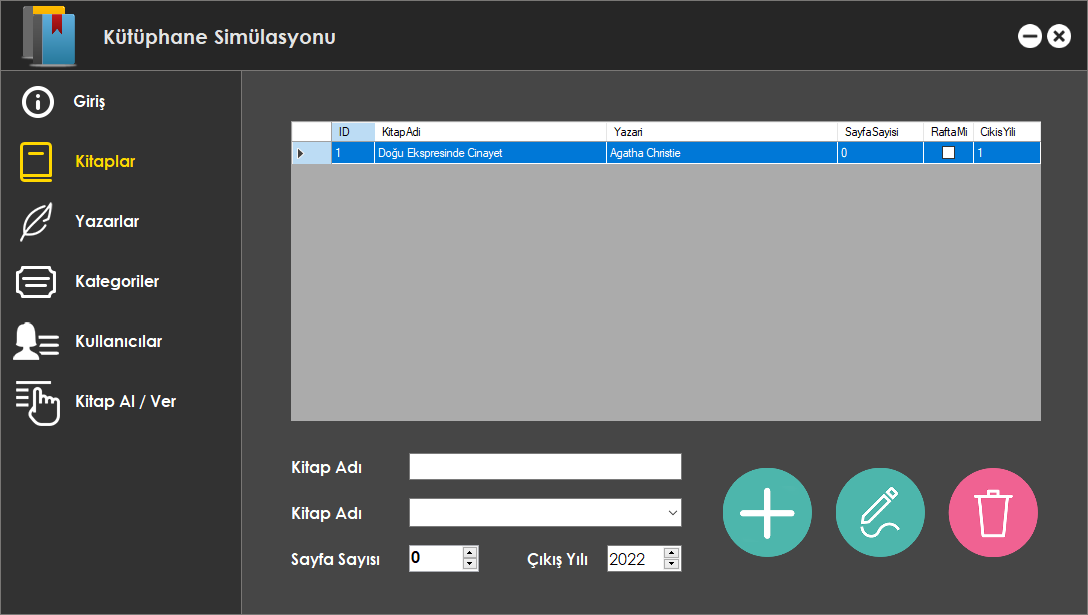 Kütüphane Simülasyonu
Giriş
Kitaplar
Yazarlar
Kategoriler
Kullanıcılar
Kitap Al / Ver
ID KitapAdi Yazari SayfaSayisi RaftaMi CikisYili
1 Doğu Ekspresinde Cinayet Agatha Christie 0 1
Kitap Adı
Kitap Adı
Sayfa Sayısı 0 Çıkış Yılı 2022